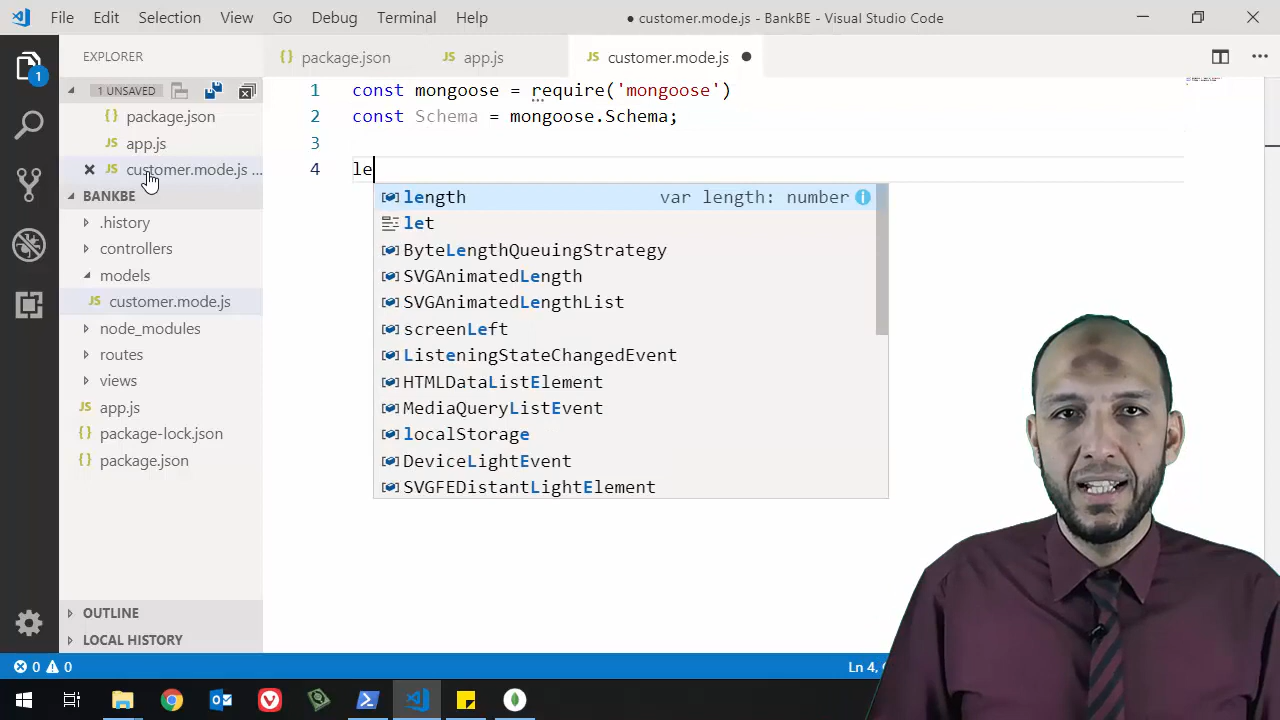 File Edit Selection View Go Debug Terminal Help ● customer.mode.js - BankBE - Visual Studio Code
EXPLORER
package.json
app.js
customer.mode.js
1 UNSAVED
package.json
app.js
customer.mode.js ...
BANKBE
.history
controllers
models
customer.mode.js
node_modules
routes
views
app.js
package-lock.json
package.json
OUTLINE
LOCAL HISTORY
1 const mongoose = require('mongoose')
2 const Schema = mongoose.Schema;
3
4 le
length var length: number
let
ByteLengthQueuingStrategy
SVGAnimatedLength
SVGAnimatedLengthList
screenLeft
ListeningStateChangedEvent
HTMLDataListElement
MediaQueryListEvent
localStorage
DeviceLightEvent
SVGFEDistantLightElement
0 0 Ln 4,